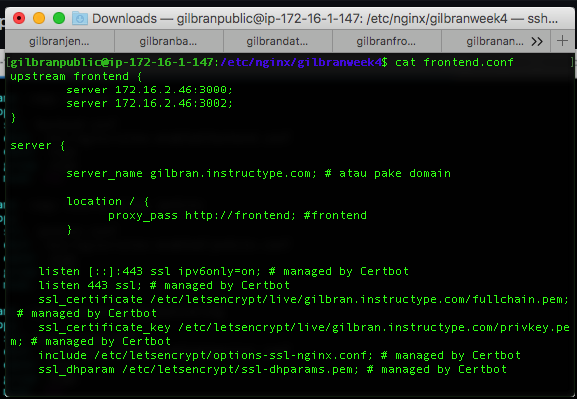 Downloads — gilbranpublic@ip-172-16-1-147: /etc/nginx/gilbranweek4 — ssh...
gilbranjen... gilbranba... gilbrandat... gilbranfro... gilbranan... >> +
[gilbranpublic@ip-172-16-1-147:/etc/nginx/gilbranweek4$ cat frontend.conf ]
upstream frontend {
server 172.16.2.46:3000;
server 172.16.2.46:3002;
}
server {
server_name gilbran.instructype.com; # atau pake domain
location / {
proxy_pass http://frontend; #frontend
}
listen [::]:443 ssl ipv6only=on; # managed by Certbot
listen 443 ssl; # managed by Certbot
ssl_certificate /etc/letsencrypt/live/gilbran.instructype.com/fullchain.pem;
# managed by Certbot
ssl_certificate_key /etc/letsencrypt/live/gilbran.instructype.com/privkey.pe
m; # managed by Certbot
include /etc/letsencrypt/options-ssl-nginx.conf; # managed by Certbot
ssl_dhparam /etc/letsencrypt/ssl-dhparams.pem; # managed by Certbot